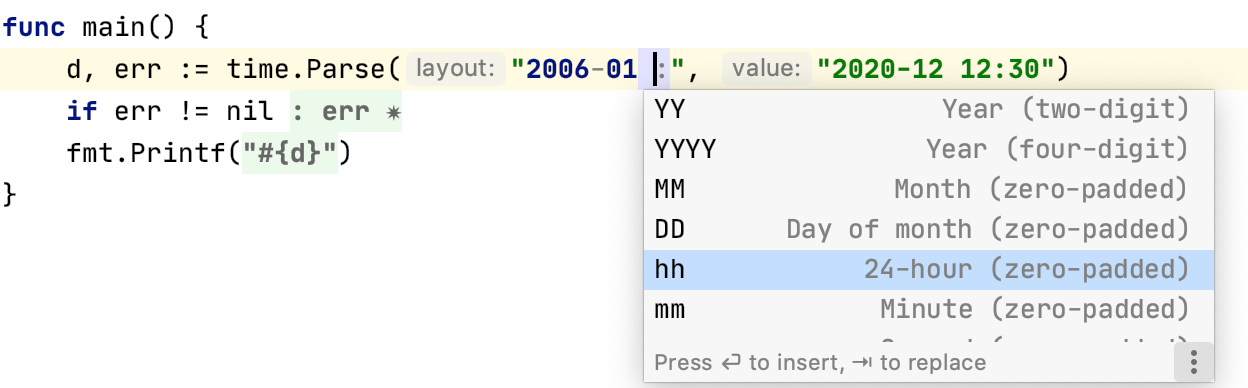 func main() {
d, err := time.Parse( layout: "2006-01 :", value: "2020-12 12:30")
if err != nil : err ✷
fmt.Printf("#{d}")
}
YY Year (two-digit)
YYYY Year (four-digit)
MM Month (zero-padded)
DD Day of month (zero-padded)
hh 24-hour (zero-padded)
mm Minute (zero-padded)
Press ↩ to insert, ⇥ to replace